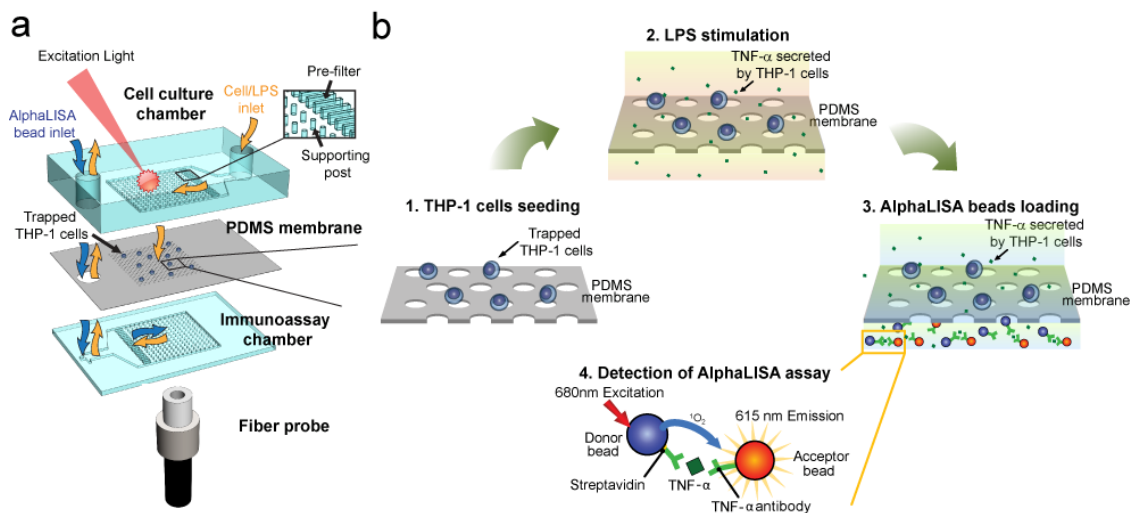 a
Excitation Light
Cell culture
chamber
AlphaLISA
bead inlet
Cell/LPS
inlet
Pre-filter
Supporting
post
Trapped
THP-1 cells
PDMS membrane
Immunoassay
chamber
Fiber probe
b
1. THP-1 cells seeding
Trapped
THP-1 cells
PDMS
membrane
2. LPS stimulation
TNF-α secreted
by THP-1 cells
PDMS
membrane
3. AlphaLISA beads loading
TNF-α secreted
by THP-1 cells
PDMS
membrane
4. Detection of AlphaLISA assay
680nm Excitation
¹O₂
615 nm Emission
Donor
bead
Acceptor
bead
Streptavidin
TNF-α
TNF-α antibody